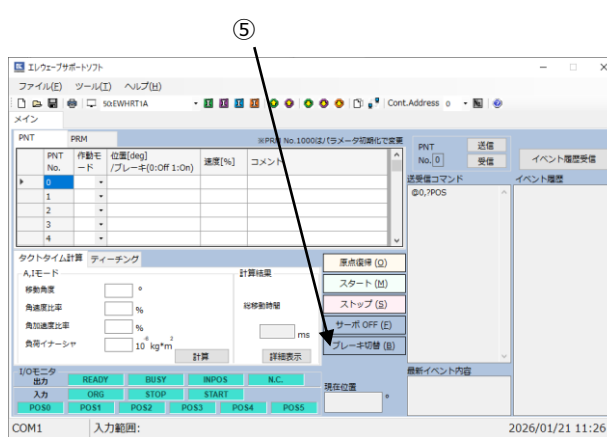 ⑤
エレウェーブサポートソフト
ファイル(F) ツール(T) ヘルプ(H)
50:EWHRT1A Cont.Address 0
メイン
PNT PRM ※PRM No.1000はパラメータ初期化で変更
PNT No. 動作モード 位置[deg] /ブレーキ(0:Off 1:On) 速度[%] コメント
0
1
2
3
4
PNT No. 0 送信 受信
イベント履歴受信
送受信コマンド
@0,?POS
イベント履歴
タクトタイム計算 ティーチング
A,Iモード
移動角度 °
角速度比率 %
角加速度比率 %
負荷イナーシャ 10⁻⁶ kg*m²
計算
計算結果
総移動時間
ms
詳細表示
原点復帰 (O)
スタート (M)
ストップ (S)
サーボ OFF (F)
ブレーキ切替 (B)
I/Oモニタ
出力 READY BUSY INPOS N.C.
入力 ORG STOP START
POS0 POS1 POS2 POS3 POS4 POS5
現在位置
°
最新イベント内容
COM1 入力範囲: 2026/01/21 11:26